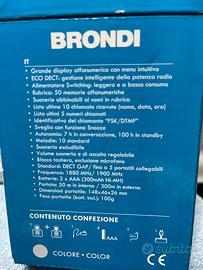 BRONDI
IT
• Grande display alfanumerico con menu intuitivo
• ECO DECT: gestione intelligente della potenza radio
• Alimentatore Switching: leggero e a basso consumo
• Rubrica: 50 memorie alfanumeriche
• Suonerie abbinabili ai nomi in rubrica
• Lista ultime 10 chiamate ricevute (nome, data, ora)
• Lista ultimi 5 numeri chiamati
• Identificativo del chiamante "FSK/DTMF"
• Sveglia con funzione Snooze
• Autonomia: 7 h in conversazione, 100 h in standby
• Melodie: 10 standard
• Suonerie escludibili
• Volume suoneria e di ascolto regolabile
• Blocco tastiera, esclusione microfono
• Standard DECT GAP/ fino a 5 portatili collegabili
• Frequenza: 1880 MHz / 1900 MHz
• Batterie: 2 x AAA (300mAh Ni-MH)
• Portata: 50 m in interno / 300m in esterno
• Dimensioni portatile: 148x46x26 mm
• Peso portatile (batt. incl.): 100g
CONTENUTO CONFEZIONE
AAA
COLORE • COLOR
subito